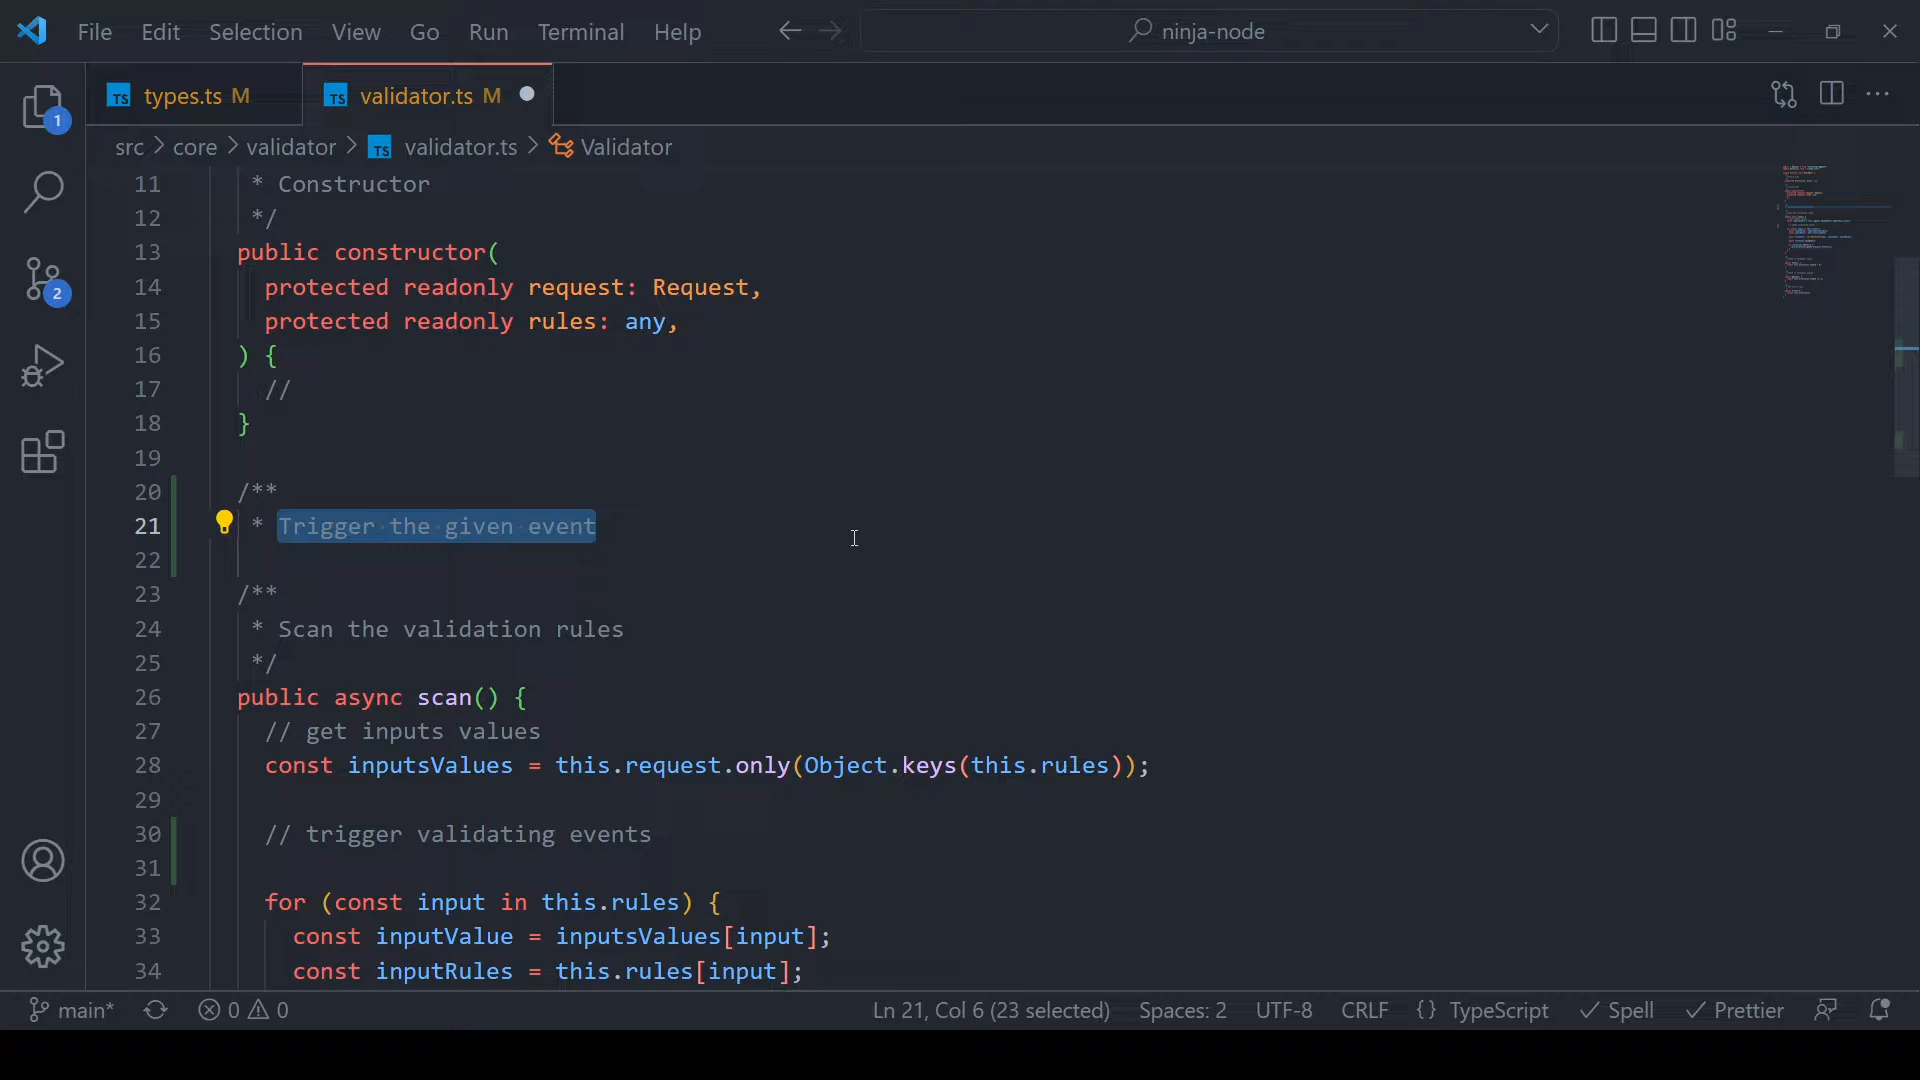 File Edit Selection View Go Run Terminal Help ninja-node
TS types.ts M TS validator.ts M
src > core > validator > TS validator.ts > Validator
11 * Constructor
12 */
13 public constructor(
14 protected readonly request: Request,
15 protected readonly rules: any,
16 ) {
17 //
18 }
19
20 /**
21 * Trigger the given event
22
23 /**
24 * Scan the validation rules
25 */
26 public async scan() {
27 // get inputs values
28 const inputsValues = this.request.only(Object.keys(this.rules));
29
30 // trigger validating events
31
32 for (const input in this.rules) {
33 const inputValue = inputsValues[input];
34 const inputRules = this.rules[input];
1
2
main* 0 0 Ln 21, Col 6 (23 selected) Spaces: 2 UTF-8 CRLF {} TypeScript Spell Prettier